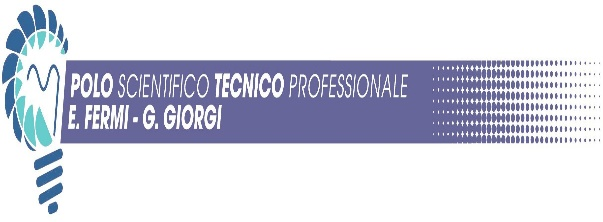 POLO SCIENTIFICO TECNICO PROFESSIONALE
E. FERMI - G. GIORGI